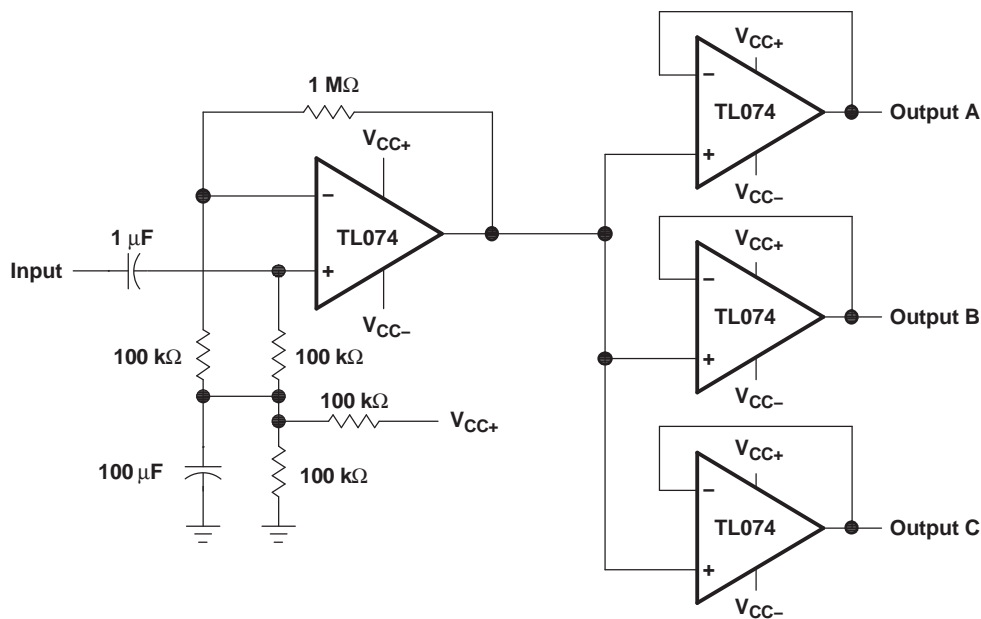 1 MΩ
VCC+
−
TL074
+
VCC−
1 μF
Input
100 kΩ
100 kΩ
100 kΩ
VCC+
100 μF
100 kΩ
VCC+
−
TL074
+
VCC−
Output A
VCC+
−
TL074
+
VCC−
Output B
VCC+
−
TL074
+
VCC−
Output C